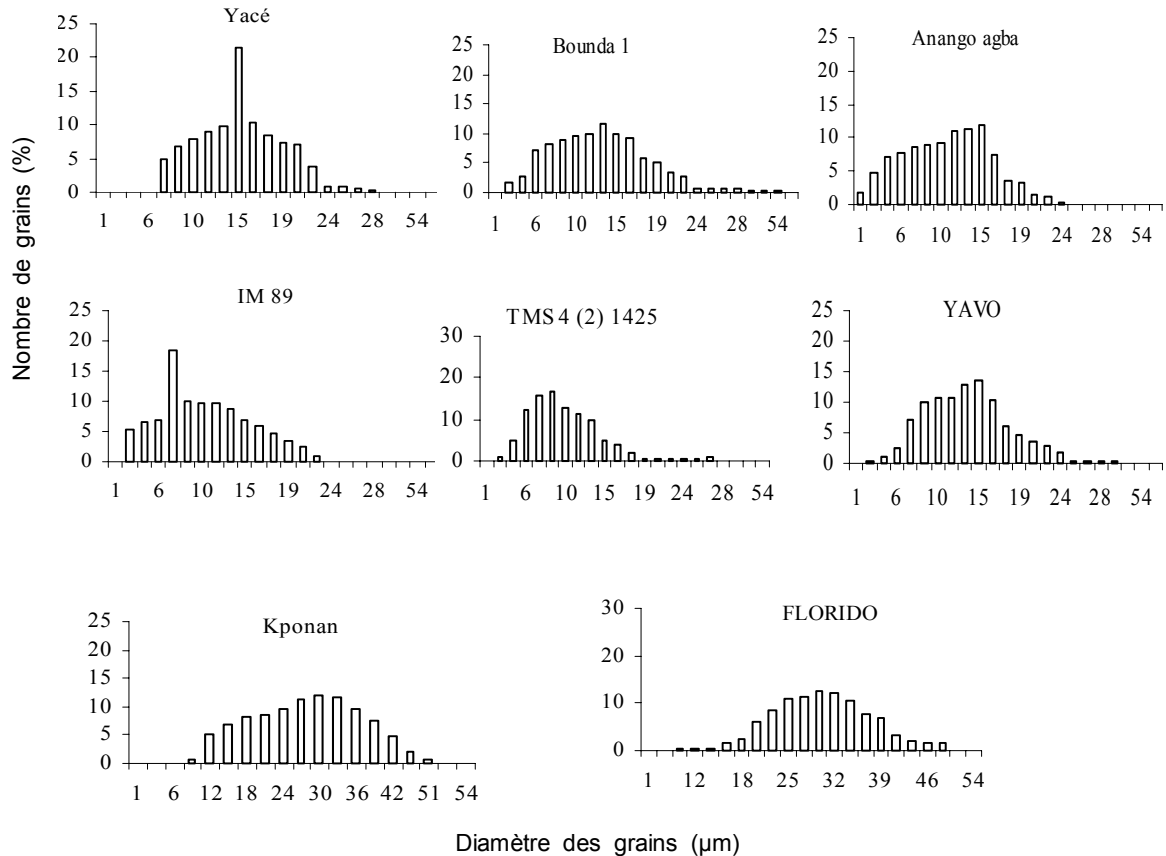 Nombre de grains (%)
Yacé
25
20
15
10
5
0
1 6 10 15 19 24 28 54
Bounda 1
25
20
15
10
5
0
1 6 10 15 19 24 28 54
Anango agba
25
20
15
10
5
0
1 6 10 15 19 24 28 54
IM 89
25
20
15
10
5
0
1 6 10 15 19 24 28 54
TMS 4 (2) 1425
30
20
10
0
1 6 10 15 19 24 28 54
YAVO
25
20
15
10
5
0
1 6 10 15 19 24 28 54
Kponan
25
20
15
10
5
0
1 6 12 18 24 30 36 42 51 54
FLORIDO
30
20
10
0
1 12 18 25 32 39 46 54
Diamètre des grains (µm)